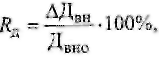 R_д = ΔД_вн / Д_вно · 100%,